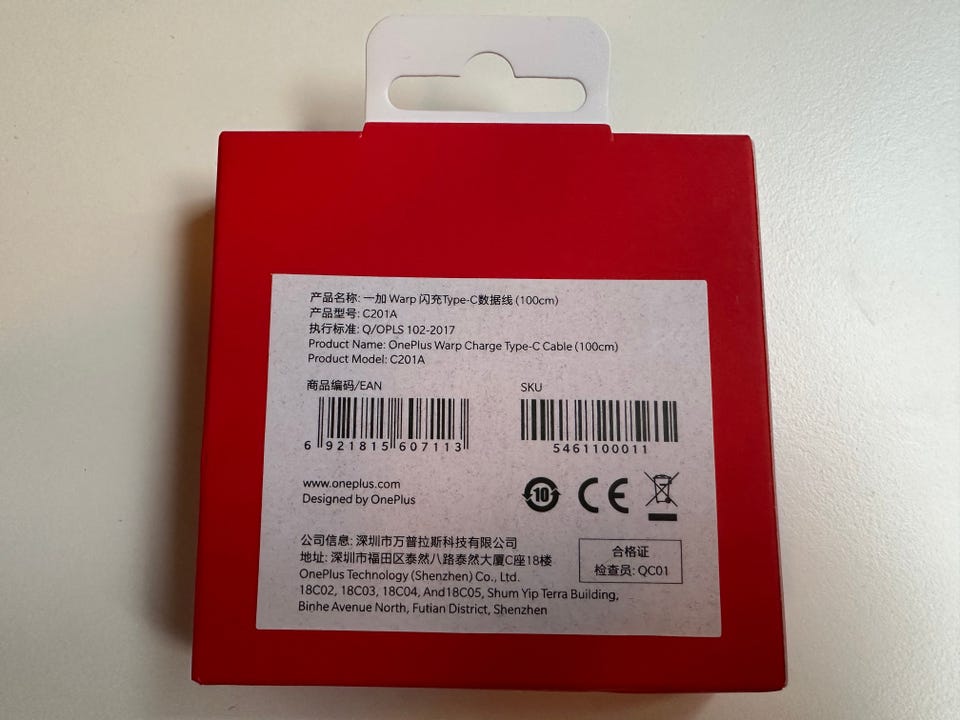 产品名称: 一加 Warp 闪充Type-C数据线 (100cm)
产品型号: C201A
执行标准: Q/OPLS 102-2017
Product Name: OnePlus Warp Charge Type-C Cable (100cm)
Product Model: C201A
商品编码/EAN
SKU
6 921815 607113
5461100011
www.oneplus.com
Designed by OnePlus
10
CE
公司信息: 深圳市万普拉斯科技有限公司
地址: 深圳市福田区泰然八路泰然大厦C座18楼
OnePlus Technology (Shenzhen) Co., Ltd.
18C02, 18C03, 18C04, And18C05, Shum Yip Terra Building,
Binhe Avenue North, Futian District, Shenzhen
合格证
检查员: QC01